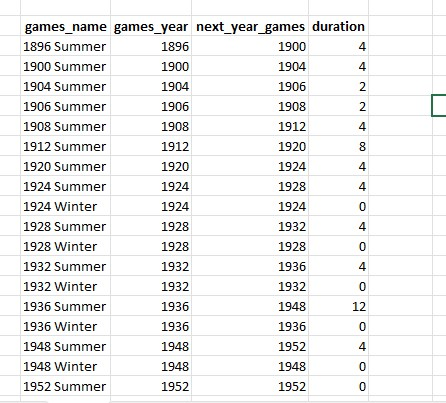 games_name games_year next_year_games duration
1896 Summer 1896 1900 4
1900 Summer 1900 1904 4
1904 Summer 1904 1906 2
1906 Summer 1906 1908 2
1908 Summer 1908 1912 4
1912 Summer 1912 1920 8
1920 Summer 1920 1924 4
1924 Summer 1924 1928 4
1924 Winter 1924 1924 0
1928 Summer 1928 1932 4
1928 Winter 1928 1928 0
1932 Summer 1932 1936 4
1932 Winter 1932 1932 0
1936 Summer 1936 1948 12
1936 Winter 1936 1936 0
1948 Summer 1948 1952 4
1948 Winter 1948 1948 0
1952 Summer 1952 1952 0